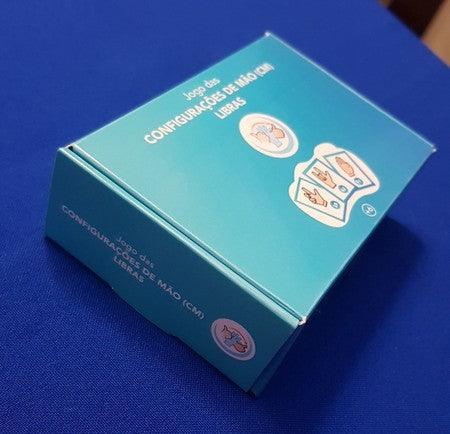 Jogo das
CONFIGURAÇÕES DE MÃO (CM)
LIBRAS
Jogo das
CONFIGURAÇÕES DE MÃO (CM)
LIBRAS